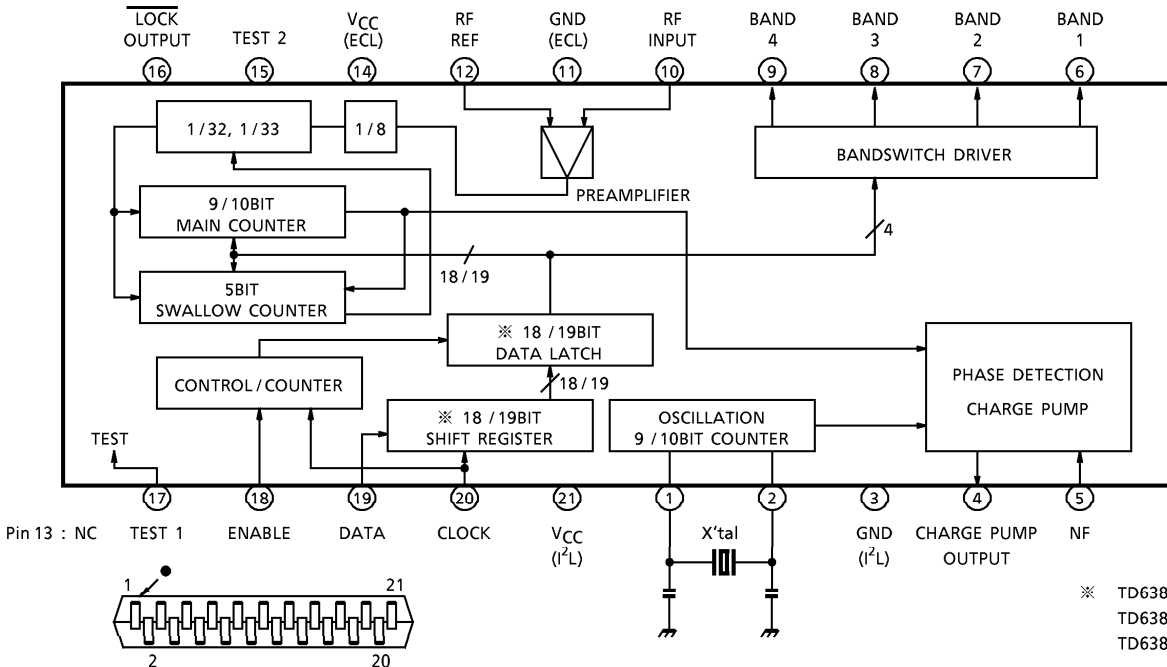 LOCK
OUTPUT
TEST 2
VCC
(ECL)
RF
REF
GND
(ECL)
RF
INPUT
BAND
4
BAND
3
BAND
2
BAND
1
16
15
14
12
11
10
9
8
7
6
1/32, 1/33
1/8
PREAMPLIFIER
BANDSWITCH DRIVER
9/10BIT
MAIN COUNTER
4
18/19
5BIT
SWALLOW COUNTER
※ 18/19BIT
DATA LATCH
CONTROL/COUNTER
18/19
※ 18/19BIT
SHIFT REGISTER
OSCILLATION
9/10BIT COUNTER
PHASE DETECTION
CHARGE PUMP
TEST
17
18
19
20
21
1
2
3
4
5
Pin 13 : NC
TEST 1
ENABLE
DATA
CLOCK
VCC
(I²L)
X'tal
GND
(I²L)
CHARGE PUMP
OUTPUT
NF
1
21
2
20
※ TD638
TD638
TD638